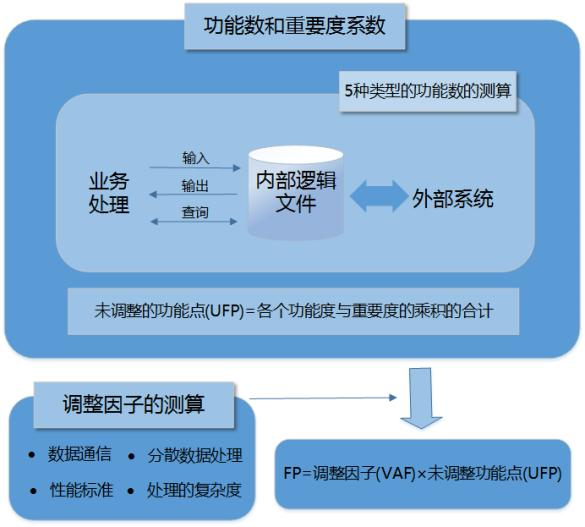 功能数和重要度系数
5种类型的功能数的测算
业务
处理
输入
输出
查询
内部逻辑
文件
外部系统
未调整的功能点(UFP)=各个功能度与重要度的乘积的合计
调整因子的测算
• 数据通信 • 分散数据处理
• 性能标准 • 处理的复杂度
FP=调整因子(VAF)×未调整功能点(UFP)